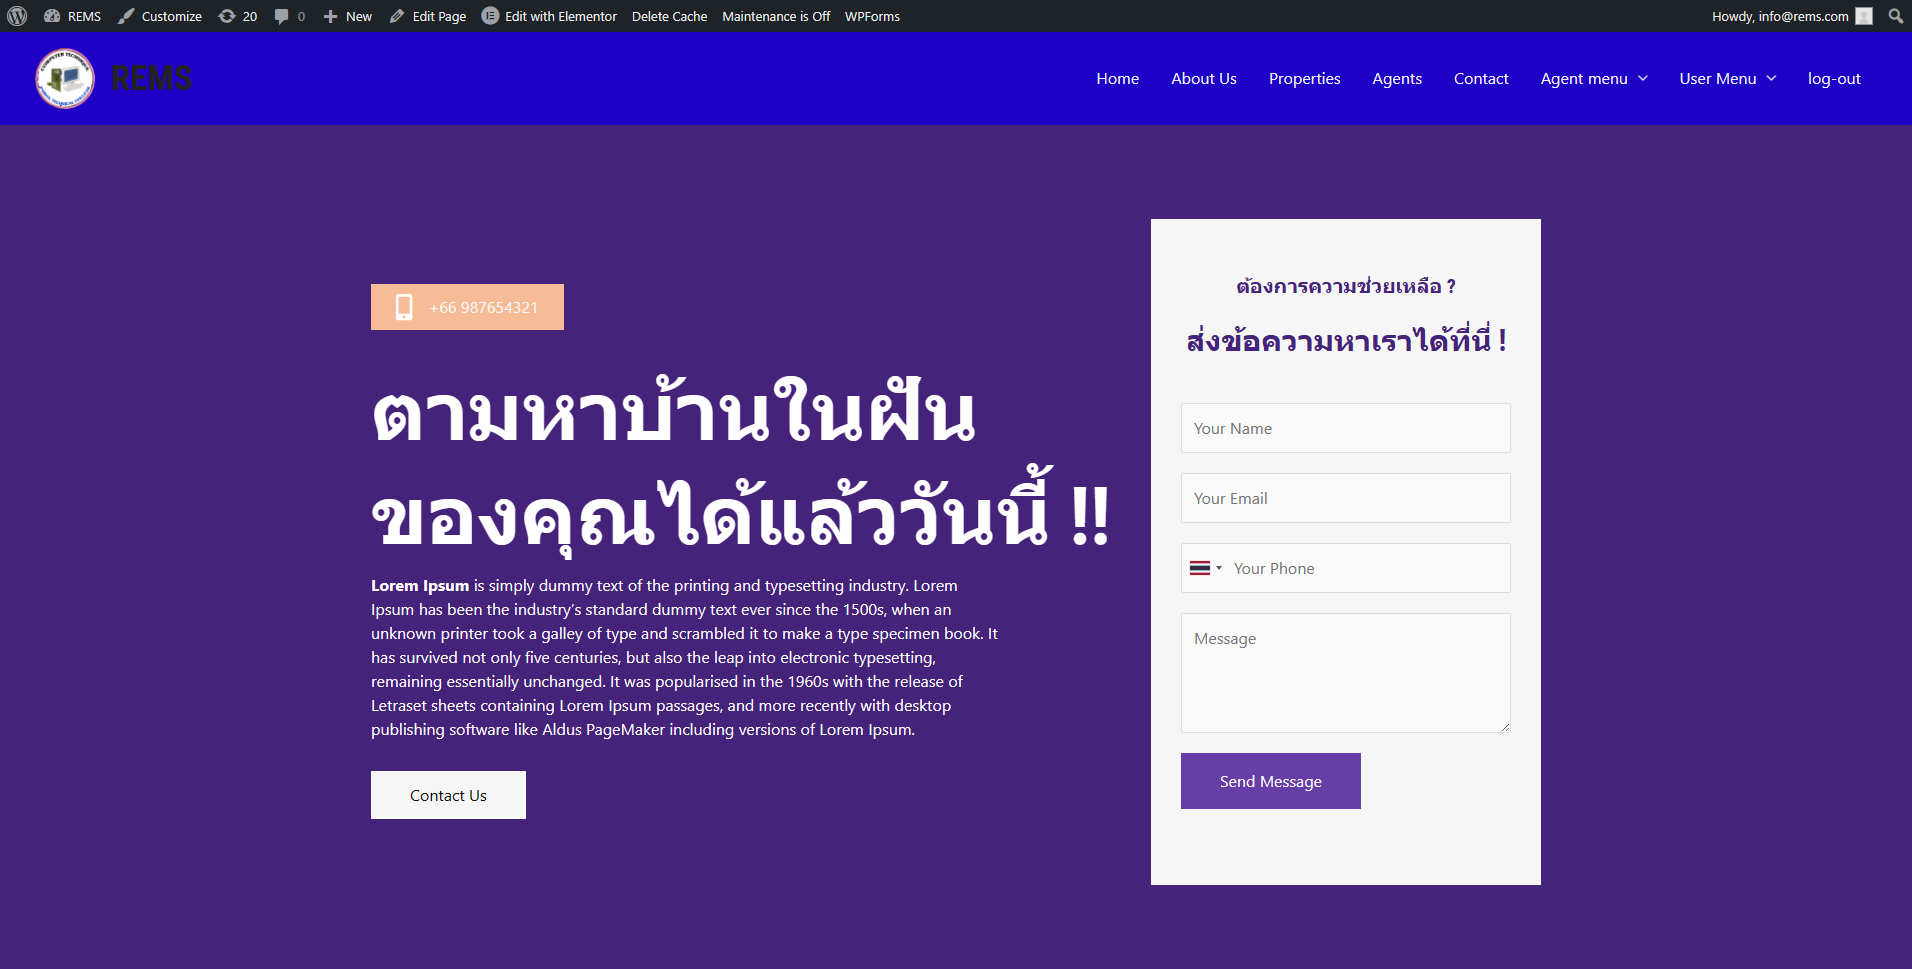 REMS Customize 20 0 New Edit Page Edit with Elementor Delete Cache Maintenance is Off WPForms Howdy, info@rems.com
REMS Home About Us Properties Agents Contact Agent menu User Menu log-out
+66 987654321
ตามหาบ้านในฝัน
ของคุณได้แล้ววันนี้ !!
Lorem Ipsum is simply dummy text of the printing and typesetting industry. Lorem
Ipsum has been the industry’s standard dummy text ever since the 1500s, when an
unknown printer took a galley of type and scrambled it to make a type specimen book. It
has survived not only five centuries, but also the leap into electronic typesetting,
remaining essentially unchanged. It was popularised in the 1960s with the release of
Letraset sheets containing Lorem Ipsum passages, and more recently with desktop
publishing software like Aldus PageMaker including versions of Lorem Ipsum.
Contact Us
ต้องการความช่วยเหลือ ?
ส่งข้อความหาเราได้ที่นี่ !
Your Name
Your Email
Your Phone
Message
Send Message